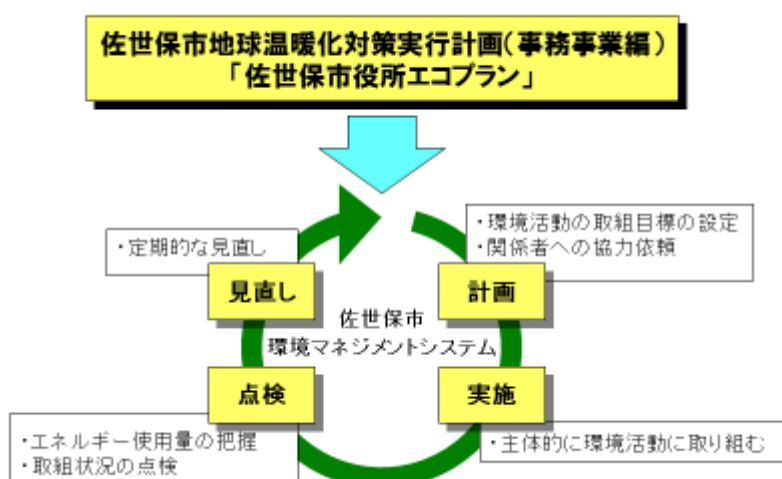 佐世保市地球温暖化対策実行計画（事務事業編）
「佐世保市役所エコプラン」
・環境活動の取組目標の設定
・関係者への協力依頼
・定期的な見直し
見直し
計画
佐世保市
環境マネジメントシステム
点検
実施
・エネルギー使用量の把握
・取組状況の点検
・主体的に環境活動に取り組む